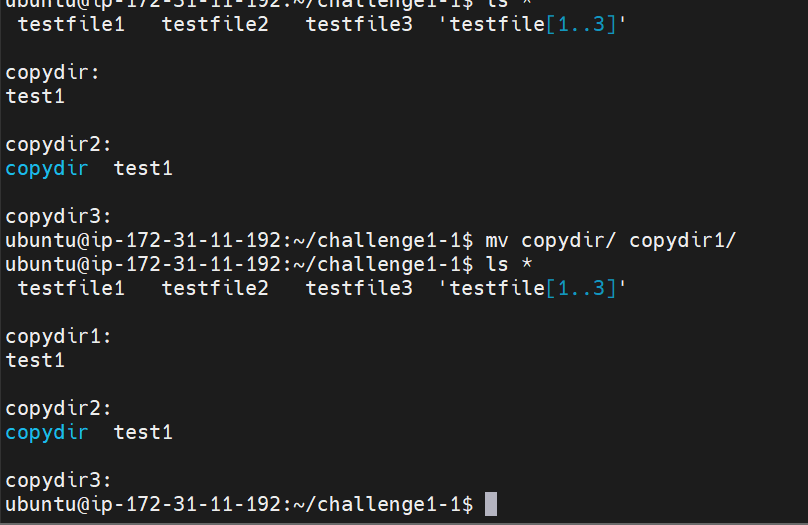 ubuntu@ip-172-31-11-192:~/challenge1-1$ ls *
 testfile1   testfile2   testfile3  'testfile[1..3]'
copydir:
test1
copydir2:
copydir  test1
copydir3:
ubuntu@ip-172-31-11-192:~/challenge1-1$ mv copydir/ copydir1/
ubuntu@ip-172-31-11-192:~/challenge1-1$ ls *
 testfile1   testfile2   testfile3  'testfile[1..3]'
copydir1:
test1
copydir2:
copydir  test1
copydir3:
ubuntu@ip-172-31-11-192:~/challenge1-1$